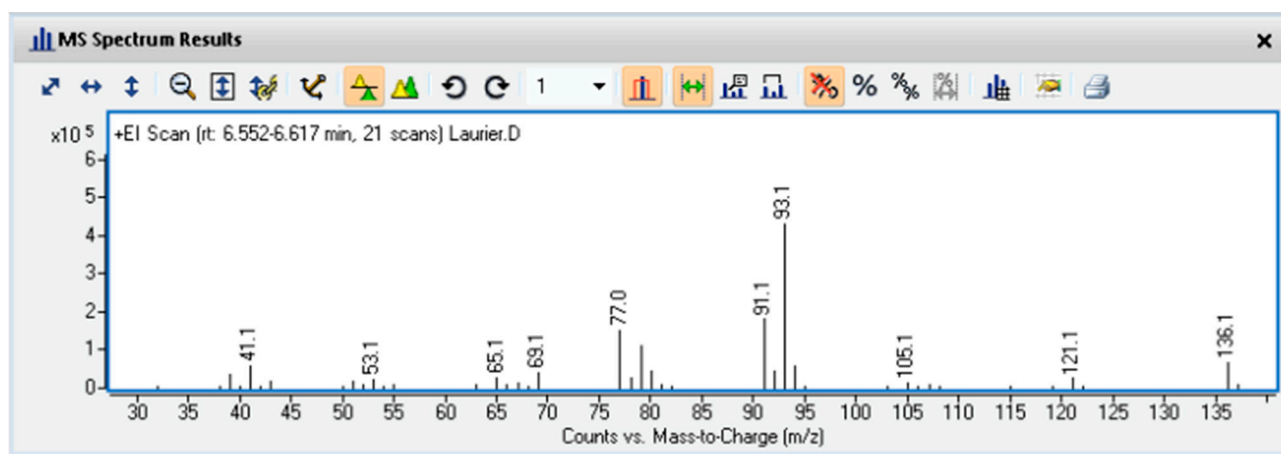 MS Spectrum Results
1
% %%
x10 5 +EI Scan (rt: 6.552-6.617 min, 21 scans) Laurier.D
6
5
4
3
2
1
0
41.1 53.1 65.1 69.1 77.0 91.1 93.1 105.1 121.1 136.1
30 35 40 45 50 55 60 65 70 75 80 85 90 95 100 105 110 115 120 125 130 135
Counts vs. Mass-to-Charge (m/z)